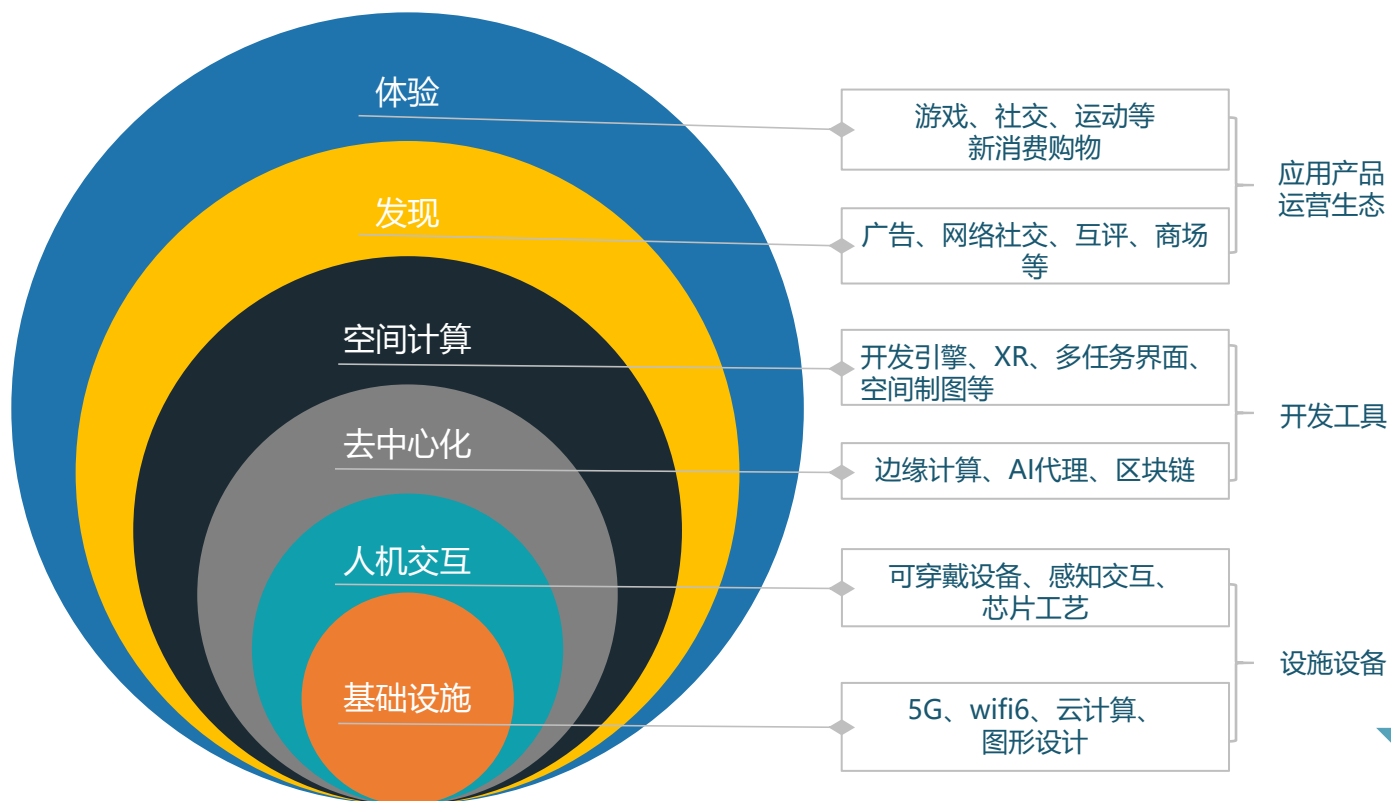 体验
游戏、社交、运动等
新消费购物
应用产品
运营生态
发现
广告、网络社交、互评、商场
等
空间计算
开发引擎、XR、多任务界面、
空间制图等
开发工具
去中心化
边缘计算、AI代理、区块链
人机交互
可穿戴设备、感知交互、
芯片工艺
设施设备
基础设施
5G、wifi6、云计算、
图形设计